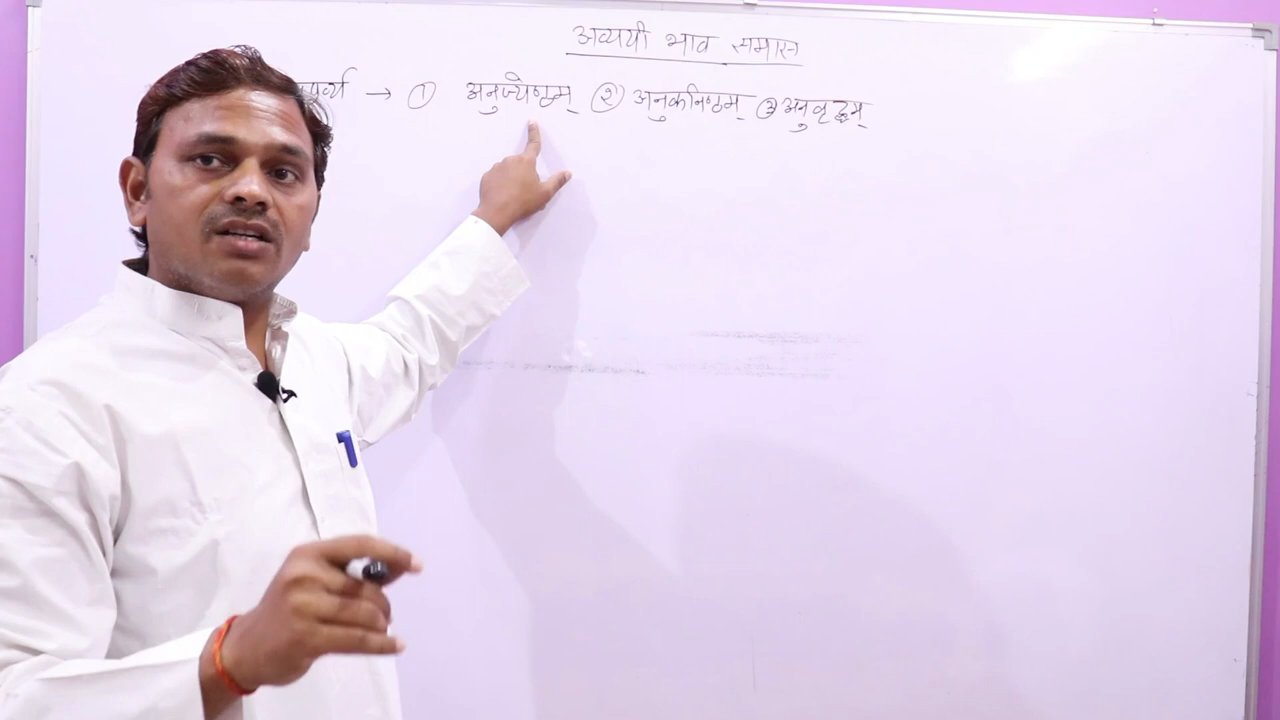 अव्ययी भाव समास
→ ① अनुज्येष्ठम् ② अनुकनिष्ठम् ③ अनुवृद्धम्